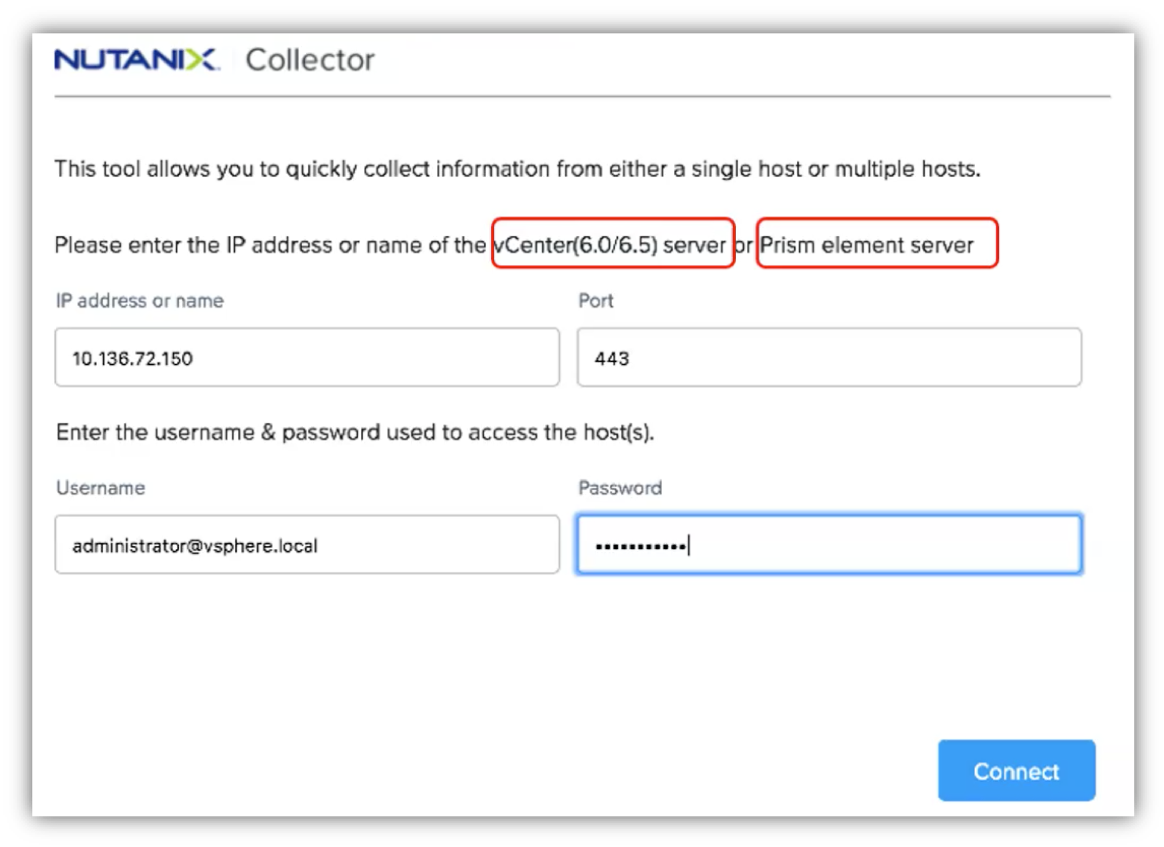 NUTANIX. Collector
This tool allows you to quickly collect information from either a single host or multiple hosts.
Please enter the IP address or name of the vCenter(6.0/6.5) server or Prism element server
IP address or name Port
10.136.72.150 443
Enter the username & password used to access the host(s).
Username Password
administrator@vsphere.local •••••••••••
Connect